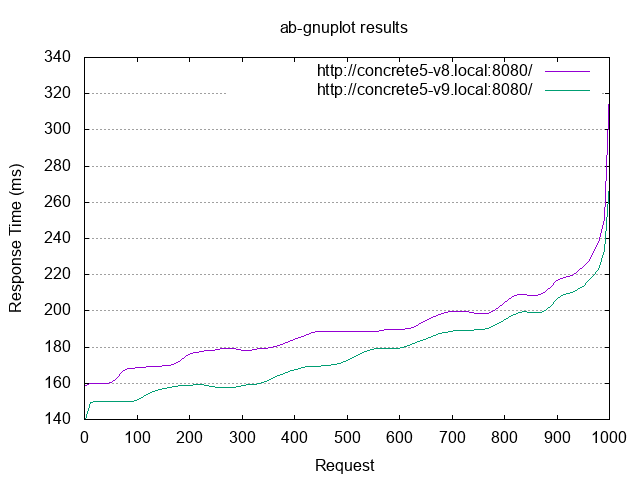 ab-gnuplot results
340
320
300
280
260
240
220
200
180
160
140
Response Time (ms)
http://concrete5-v8.local:8080/
http://concrete5-v9.local:8080/
0 100 200 300 400 500 600 700 800 900 1000
Request